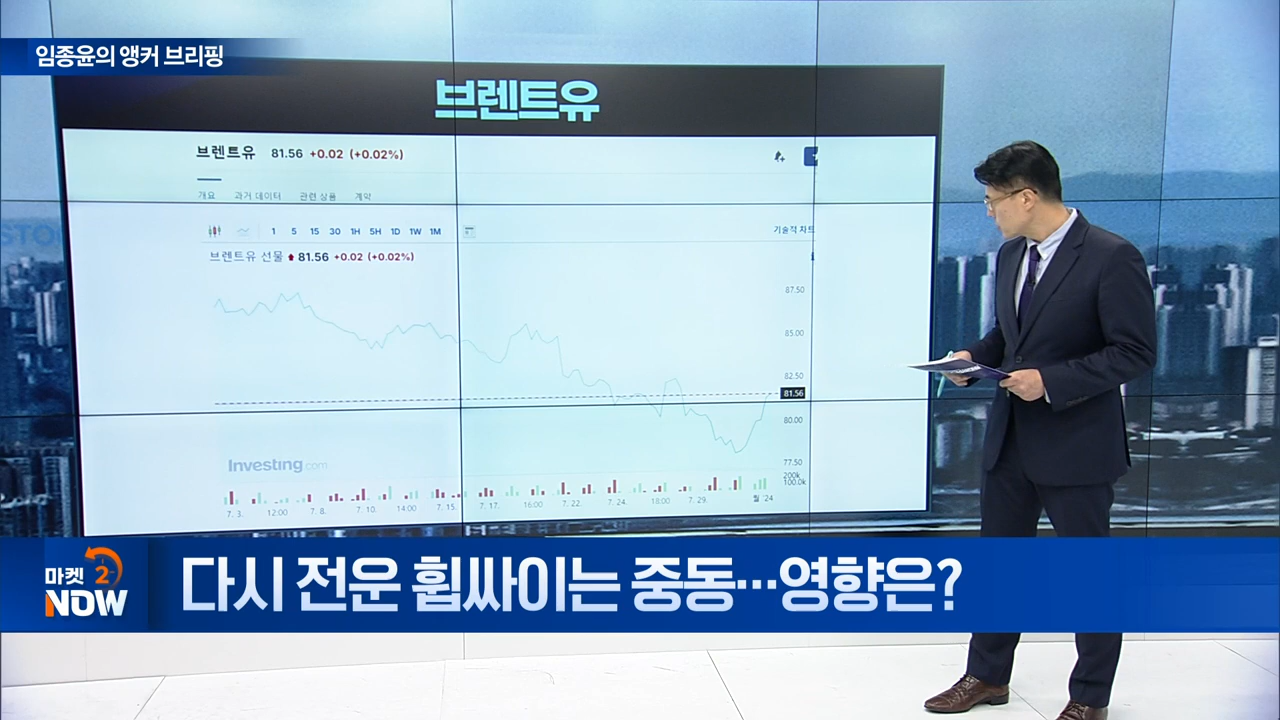 임종윤의 앵커 브리핑
브렌트유
브렌트유 81.56 +0.02 (+0.02%)
개요 과거 데이터 관련 상품 계약
1 5 15 30 1H 5H 1D 1W 1M
기술적 차트
브렌트유 선물 81.56 +0.02 (+0.02%)
87.50
85.00
82.50
81.56
80.00
77.50
200k
100.0k
Investing.com
7. 3. 12:00 7. 8. 7. 10. 14:00 7. 15. 7. 17. 16:00 7. 22. 7. 24. 18:00 7. 29. 월 '24
마켓 2
NOW
다시 전운 휩싸이는 중동…영향은?